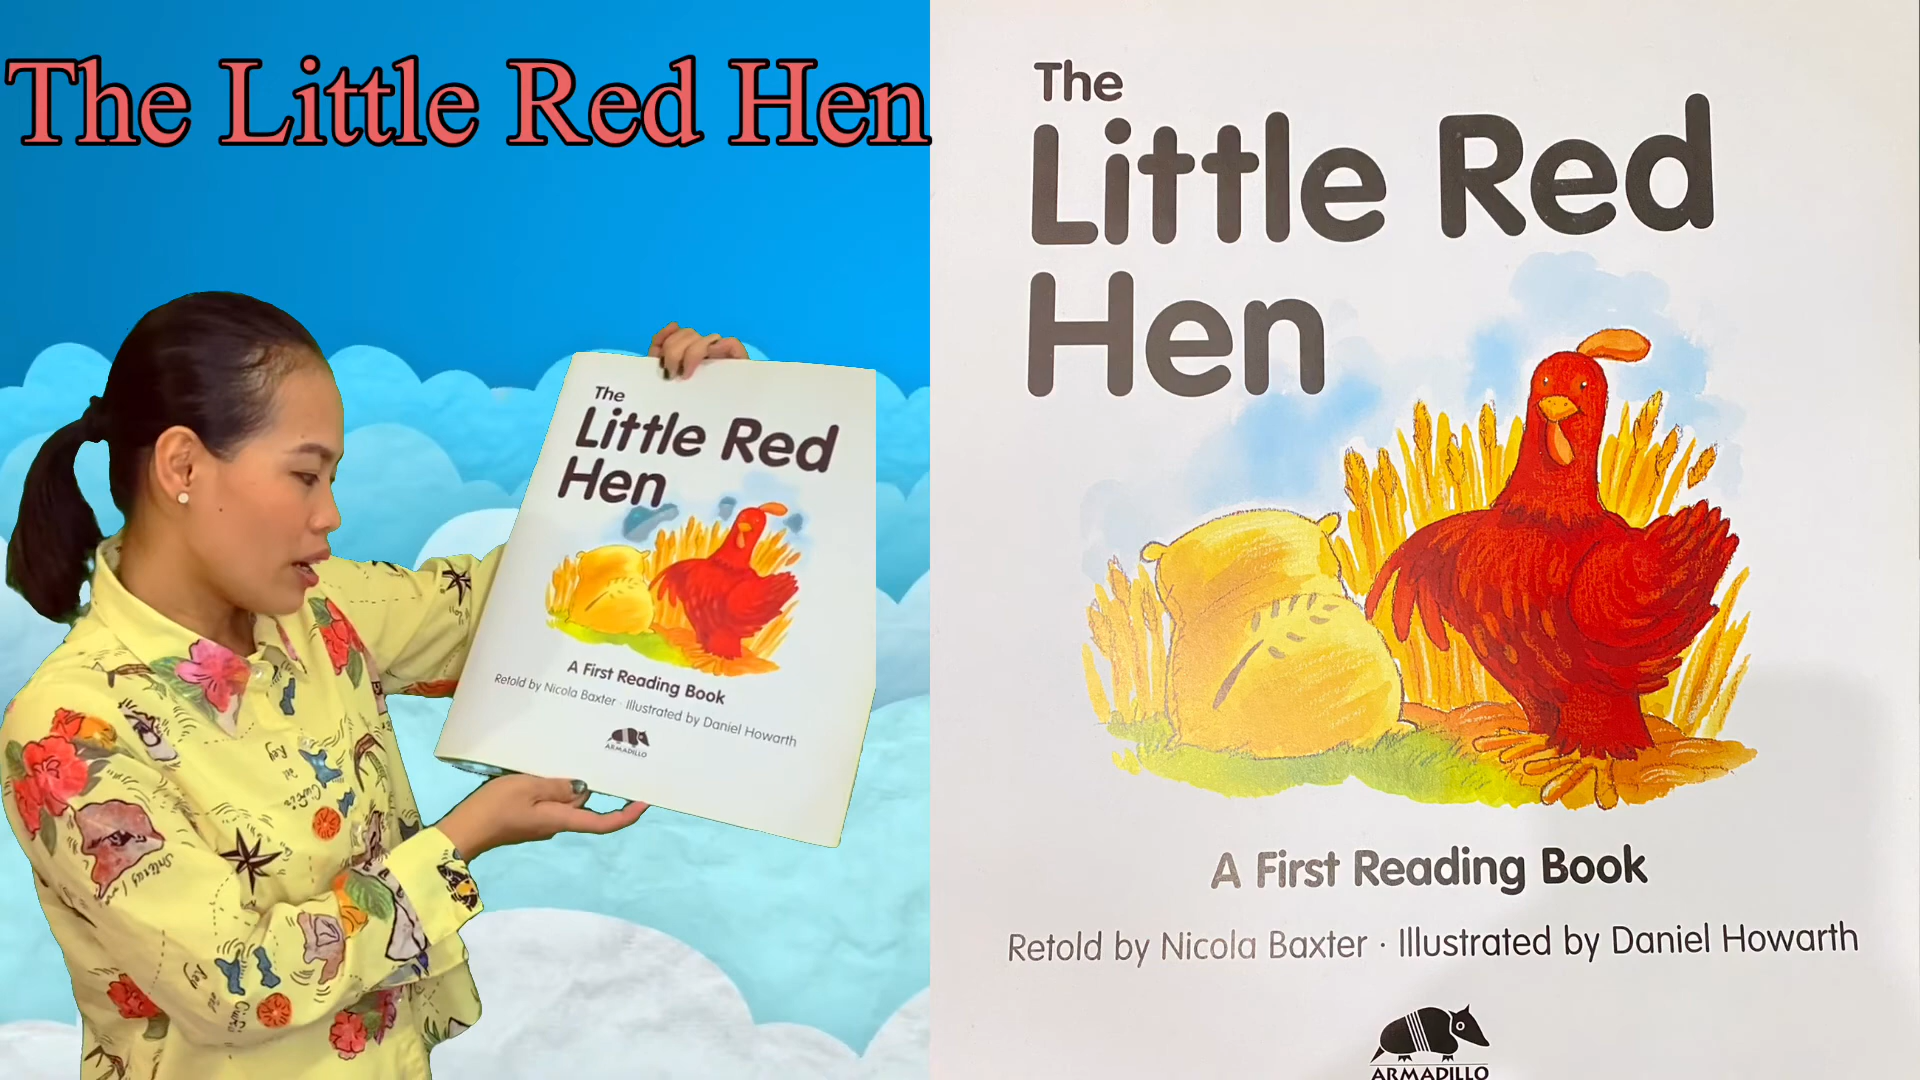 The Little Red Hen
The
Little Red
Hen
A First Reading Book
Retold by Nicola Baxter · Illustrated by Daniel Howarth
ARMADILLO
The
Little Red
Hen
A First Reading Book
Retold by Nicola Baxter · Illustrated by Daniel Howarth
ARMADILLO